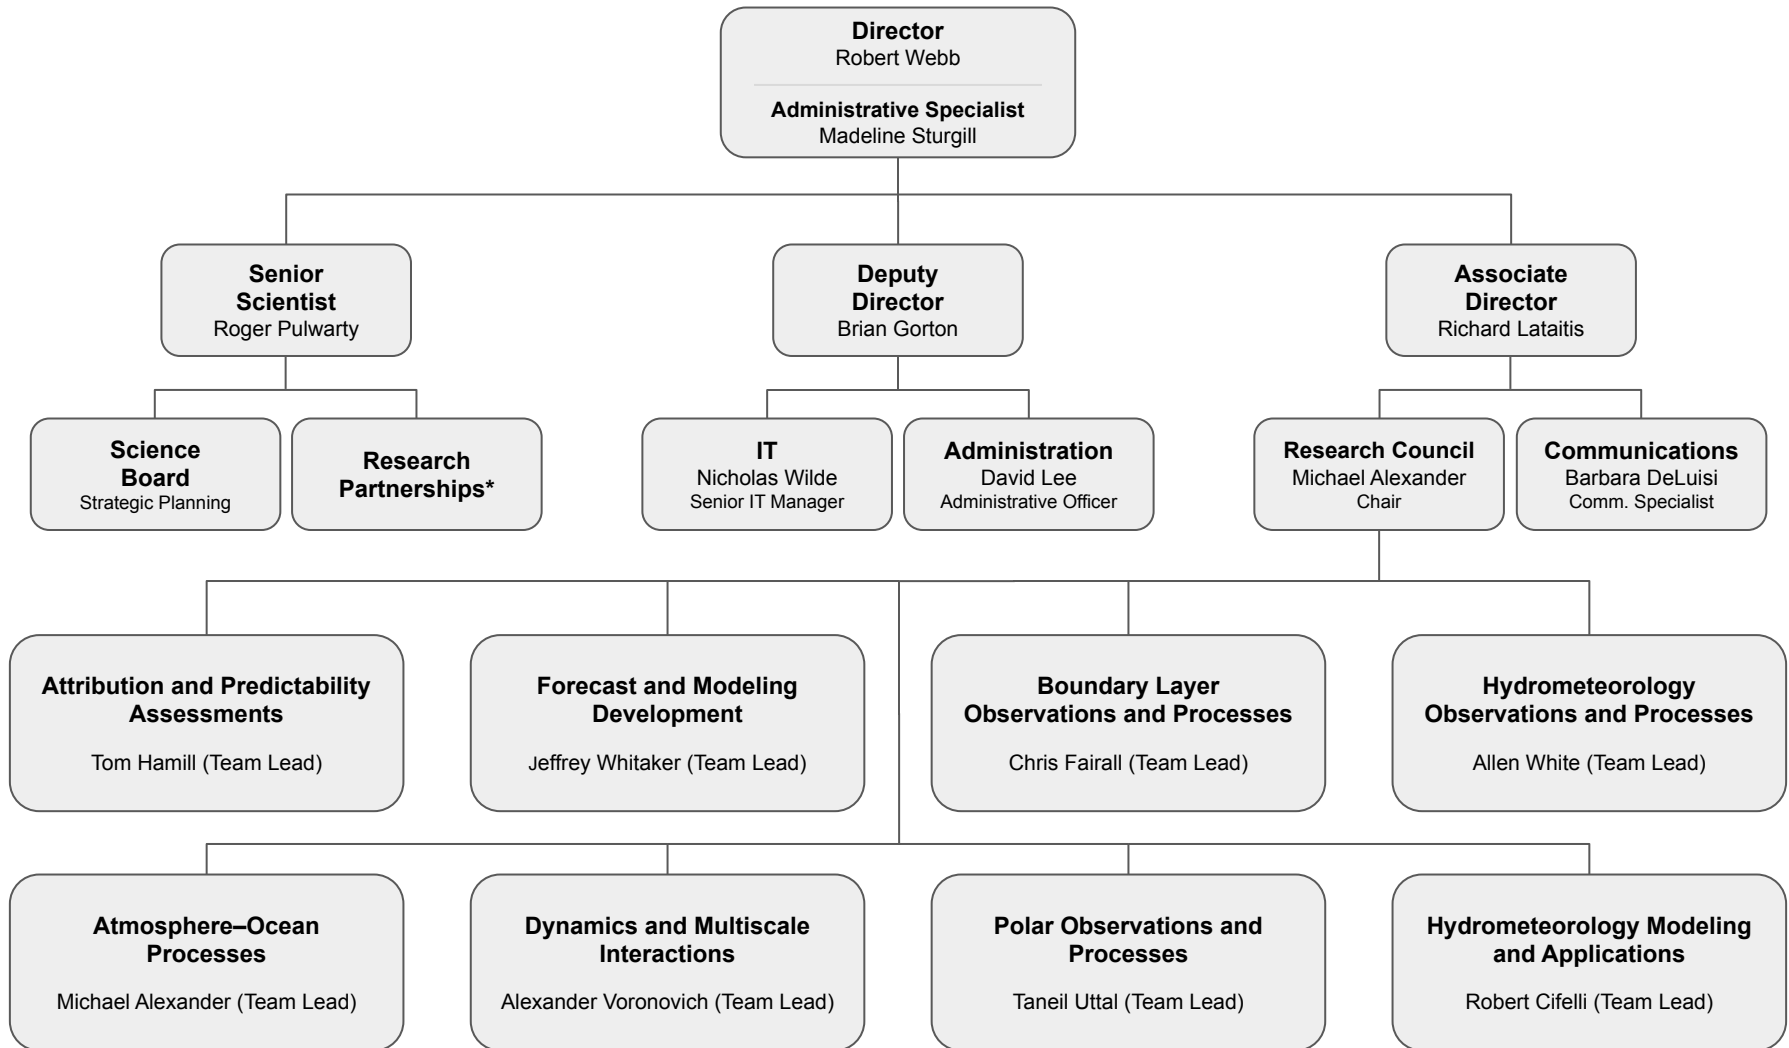 Director
Robert Webb
Administrative Specialist
Madeline Sturgill
Senior
Scientist
Roger Pulwarty
Deputy
Director
Brian Gorton
Associate
Director
Richard Lataitis
Science
Board
Strategic Planning
Research
Partnerships*
IT
Nicholas Wilde
Senior IT Manager
Administration
David Lee
Administrative Officer
Research Council
Michael Alexander
Chair
Communications
Barbara DeLuisi
Comm. Specialist
Attribution and Predictability
Assessments
Tom Hamill (Team Lead)
Forecast and Modeling
Development
Jeffrey Whitaker (Team Lead)
Boundary Layer
Observations and Processes
Chris Fairall (Team Lead)
Hydrometeorology
Observations and Processes
Allen White (Team Lead)
Atmosphere–Ocean
Processes
Michael Alexander (Team Lead)
Dynamics and Multiscale
Interactions
Alexander Voronovich (Team Lead)
Polar Observations and
Processes
Taneil Uttal (Team Lead)
Hydrometeorology Modeling
and Applications
Robert Cifelli (Team Lead)